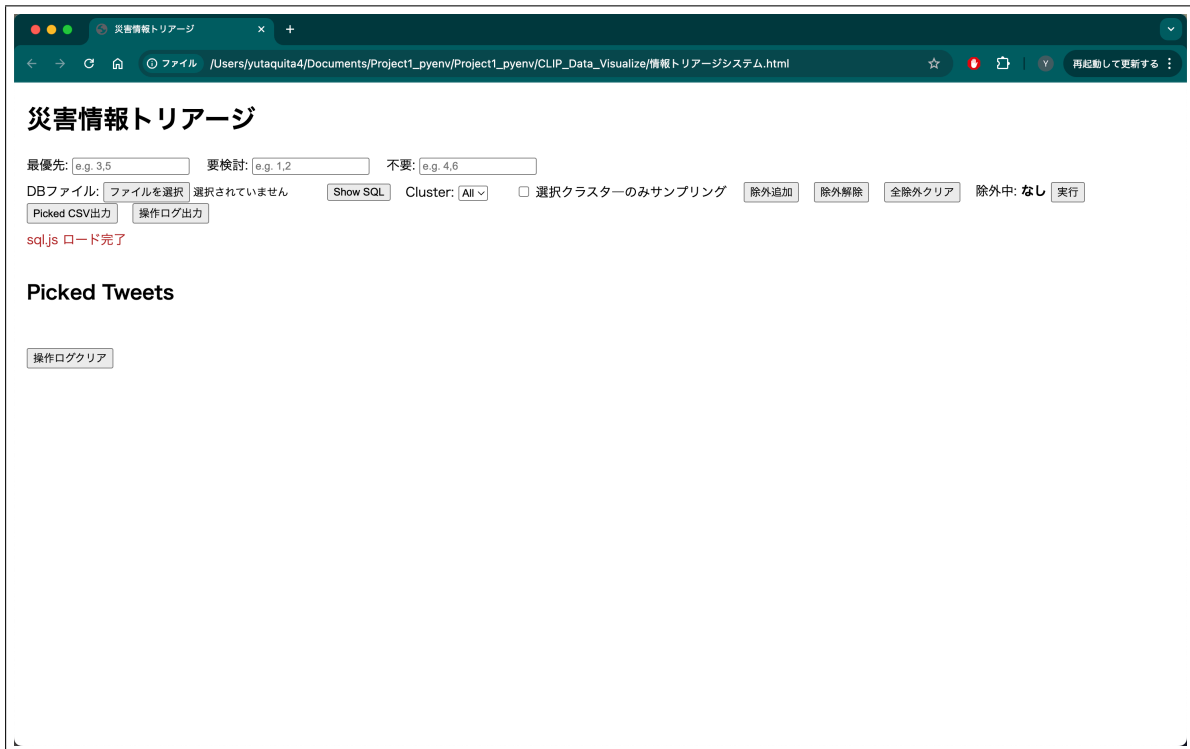 災害情報トリアージ
ファイル /Users/yutaquita4/Documents/Project1_pyenv/Project1_pyenv/CLIP_Data_Visualize/情報トリアージシステム.html Y 再起動して更新する
災害情報トリアージ
最優先: e.g. 3,5 要検討: e.g. 1,2 不要: e.g. 4,6
DBファイル: ファイルを選択 選択されていません Show SQL Cluster: All 選択クラスターのみサンプリング 除外追加 除外解除 全除外クリア 除外中: なし 実行
Picked CSV出力 操作ログ出力
sql.js ロード完了
Picked Tweets
操作ログクリア